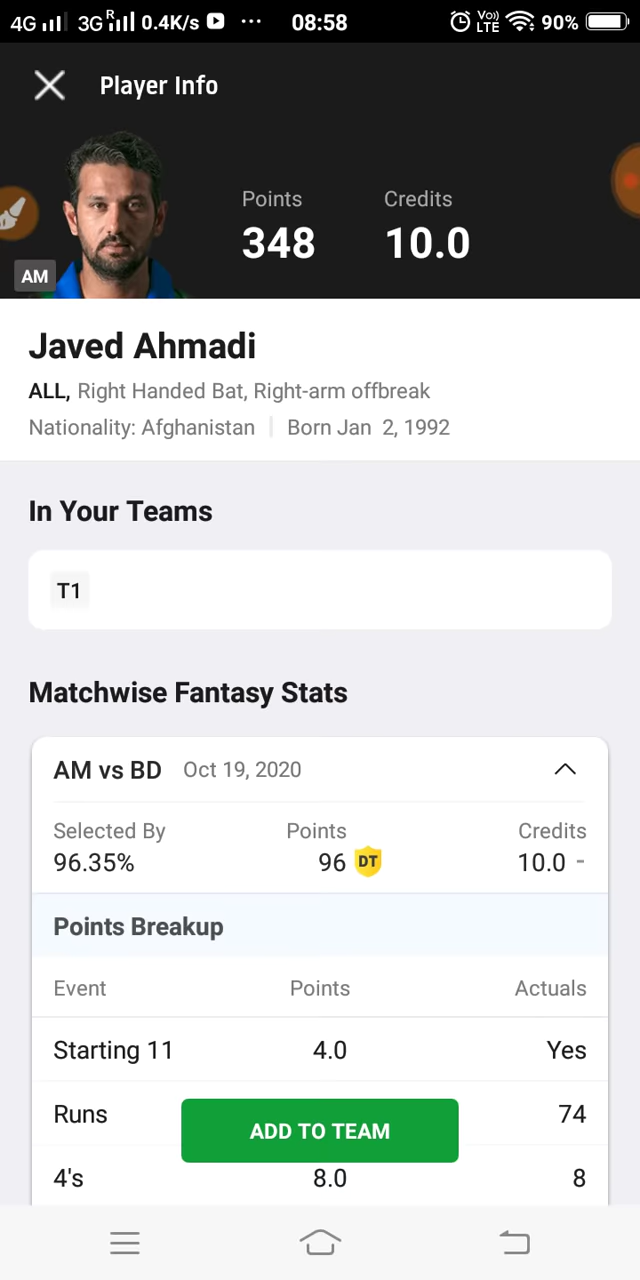 4G 3G R 0.4K/s ... 08:58 Vo) LTE 90%
Player Info
Points Credits
348 10.0
AM
Javed Ahmadi
ALL, Right Handed Bat, Right-arm offbreak
Nationality: Afghanistan | Born Jan 2, 1992
In Your Teams
T1
Matchwise Fantasy Stats
AM vs BD Oct 19, 2020
Selected By Points Credits
96.35% 96 DT 10.0 -
Points Breakup
Event Points Actuals
Starting 11 4.0 Yes
Runs 74
ADD TO TEAM
4's 8.0 8